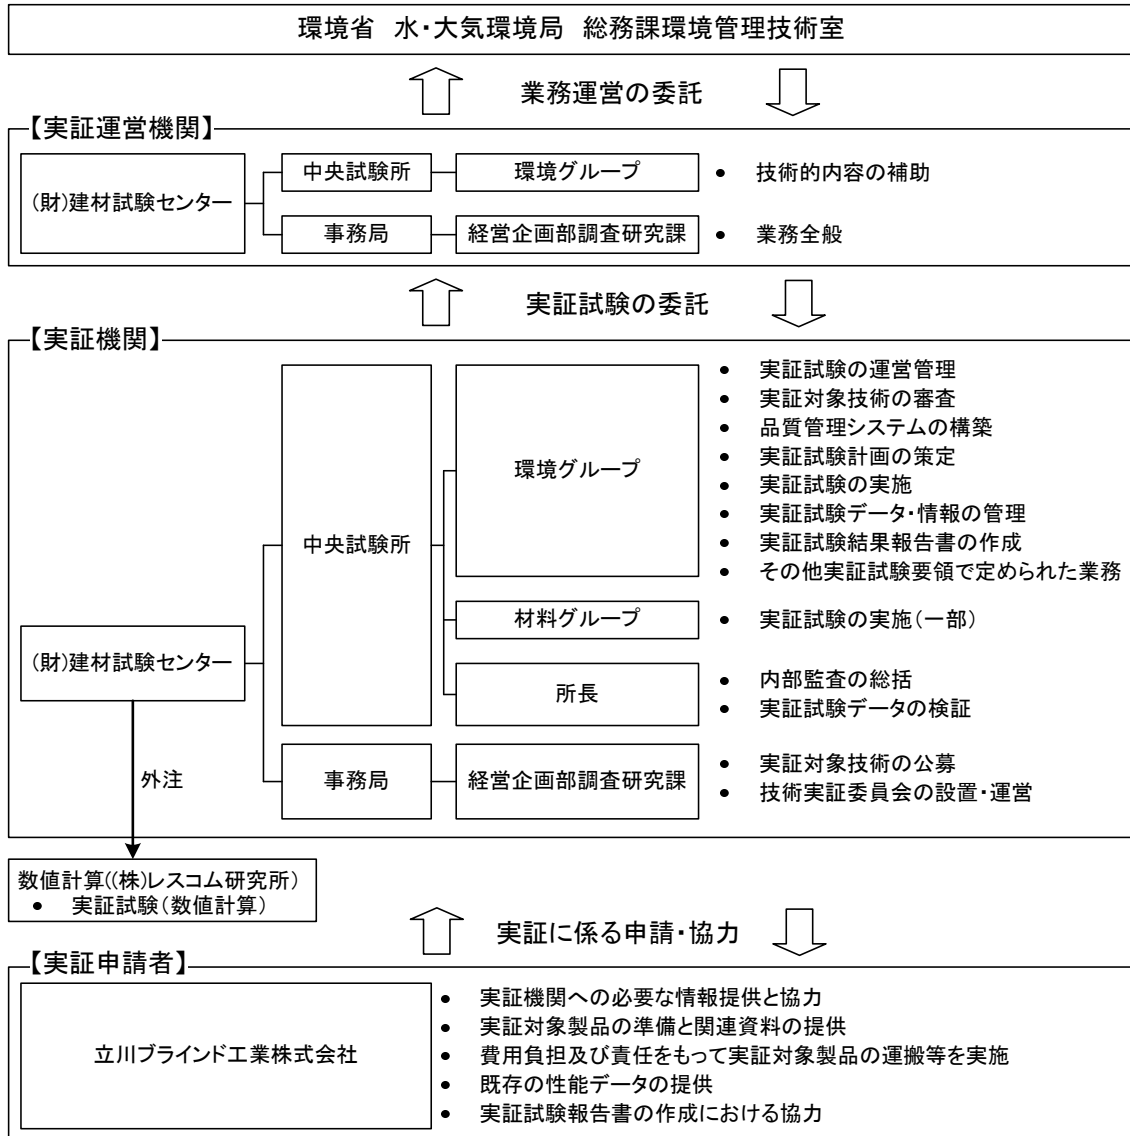 環境省　水・大気環境局　総務課環境管理技術室
業務運営の委託
【実証運営機関】
(財)建材試験センター
中央試験所
環境グループ
• 技術的内容の補助
事務局
経営企画部調査研究課
• 業務全般
実証試験の委託
【実証機関】
(財)建材試験センター
中央試験所
環境グループ
• 実証試験の運営管理
• 実証対象技術の審査
• 品質管理システムの構築
• 実証試験計画の策定
• 実証試験の実施
• 実証試験データ・情報の管理
• 実証試験結果報告書の作成
• その他実証試験要領で定められた業務
材料グループ
• 実証試験の実施(一部)
所長
• 内部監査の総括
• 実証試験データの検証
事務局
経営企画部調査研究課
• 実証対象技術の公募
• 技術実証委員会の設置・運営
外注
数値計算((株)レスコム研究所)
• 実証試験(数値計算)
実証に係る申請・協力
【実証申請者】
立川ブラインド工業株式会社
• 実証機関への必要な情報提供と協力
• 実証対象製品の準備と関連資料の提供
• 費用負担及び責任をもって実証対象製品の運搬等を実施
• 既存の性能データの提供
• 実証試験報告書の作成における協力